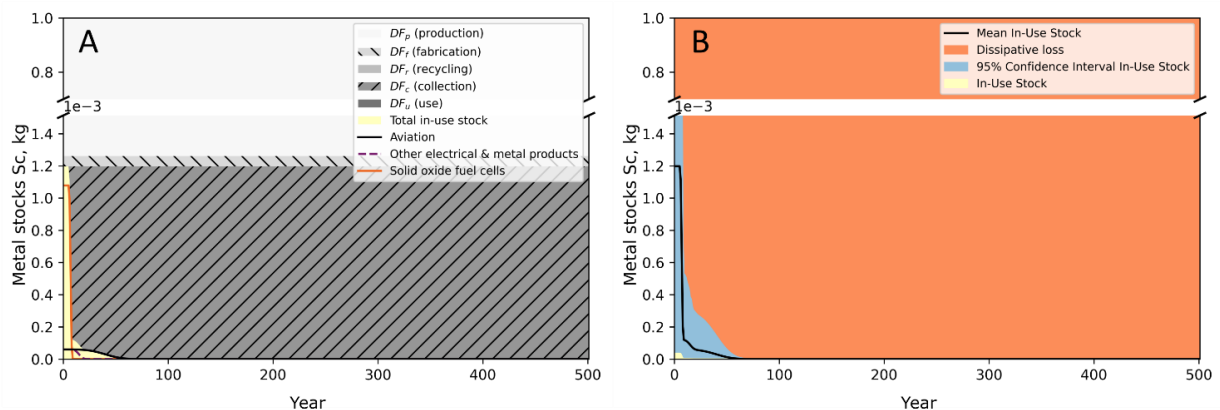 A
1.0
0.8
1e−3
1.4
1.2
1.0
0.8
0.6
0.4
0.2
0.0
0
100
200
300
400
500
Metal stocks Sc, kg
Year
DFp (production)
DFf (fabrication)
DFr (recycling)
DFc (collection)
DFu (use)
Total in-use stock
Aviation
Other electrical & metal products
Solid oxide fuel cells
B
1.0
0.8
1e−3
1.4
1.2
1.0
0.8
0.6
0.4
0.2
0.0
0
100
200
300
400
500
Metal stocks Sc, kg
Year
Mean In-Use Stock
Dissipative loss
95% Confidence Interval In-Use Stock
In-Use Stock